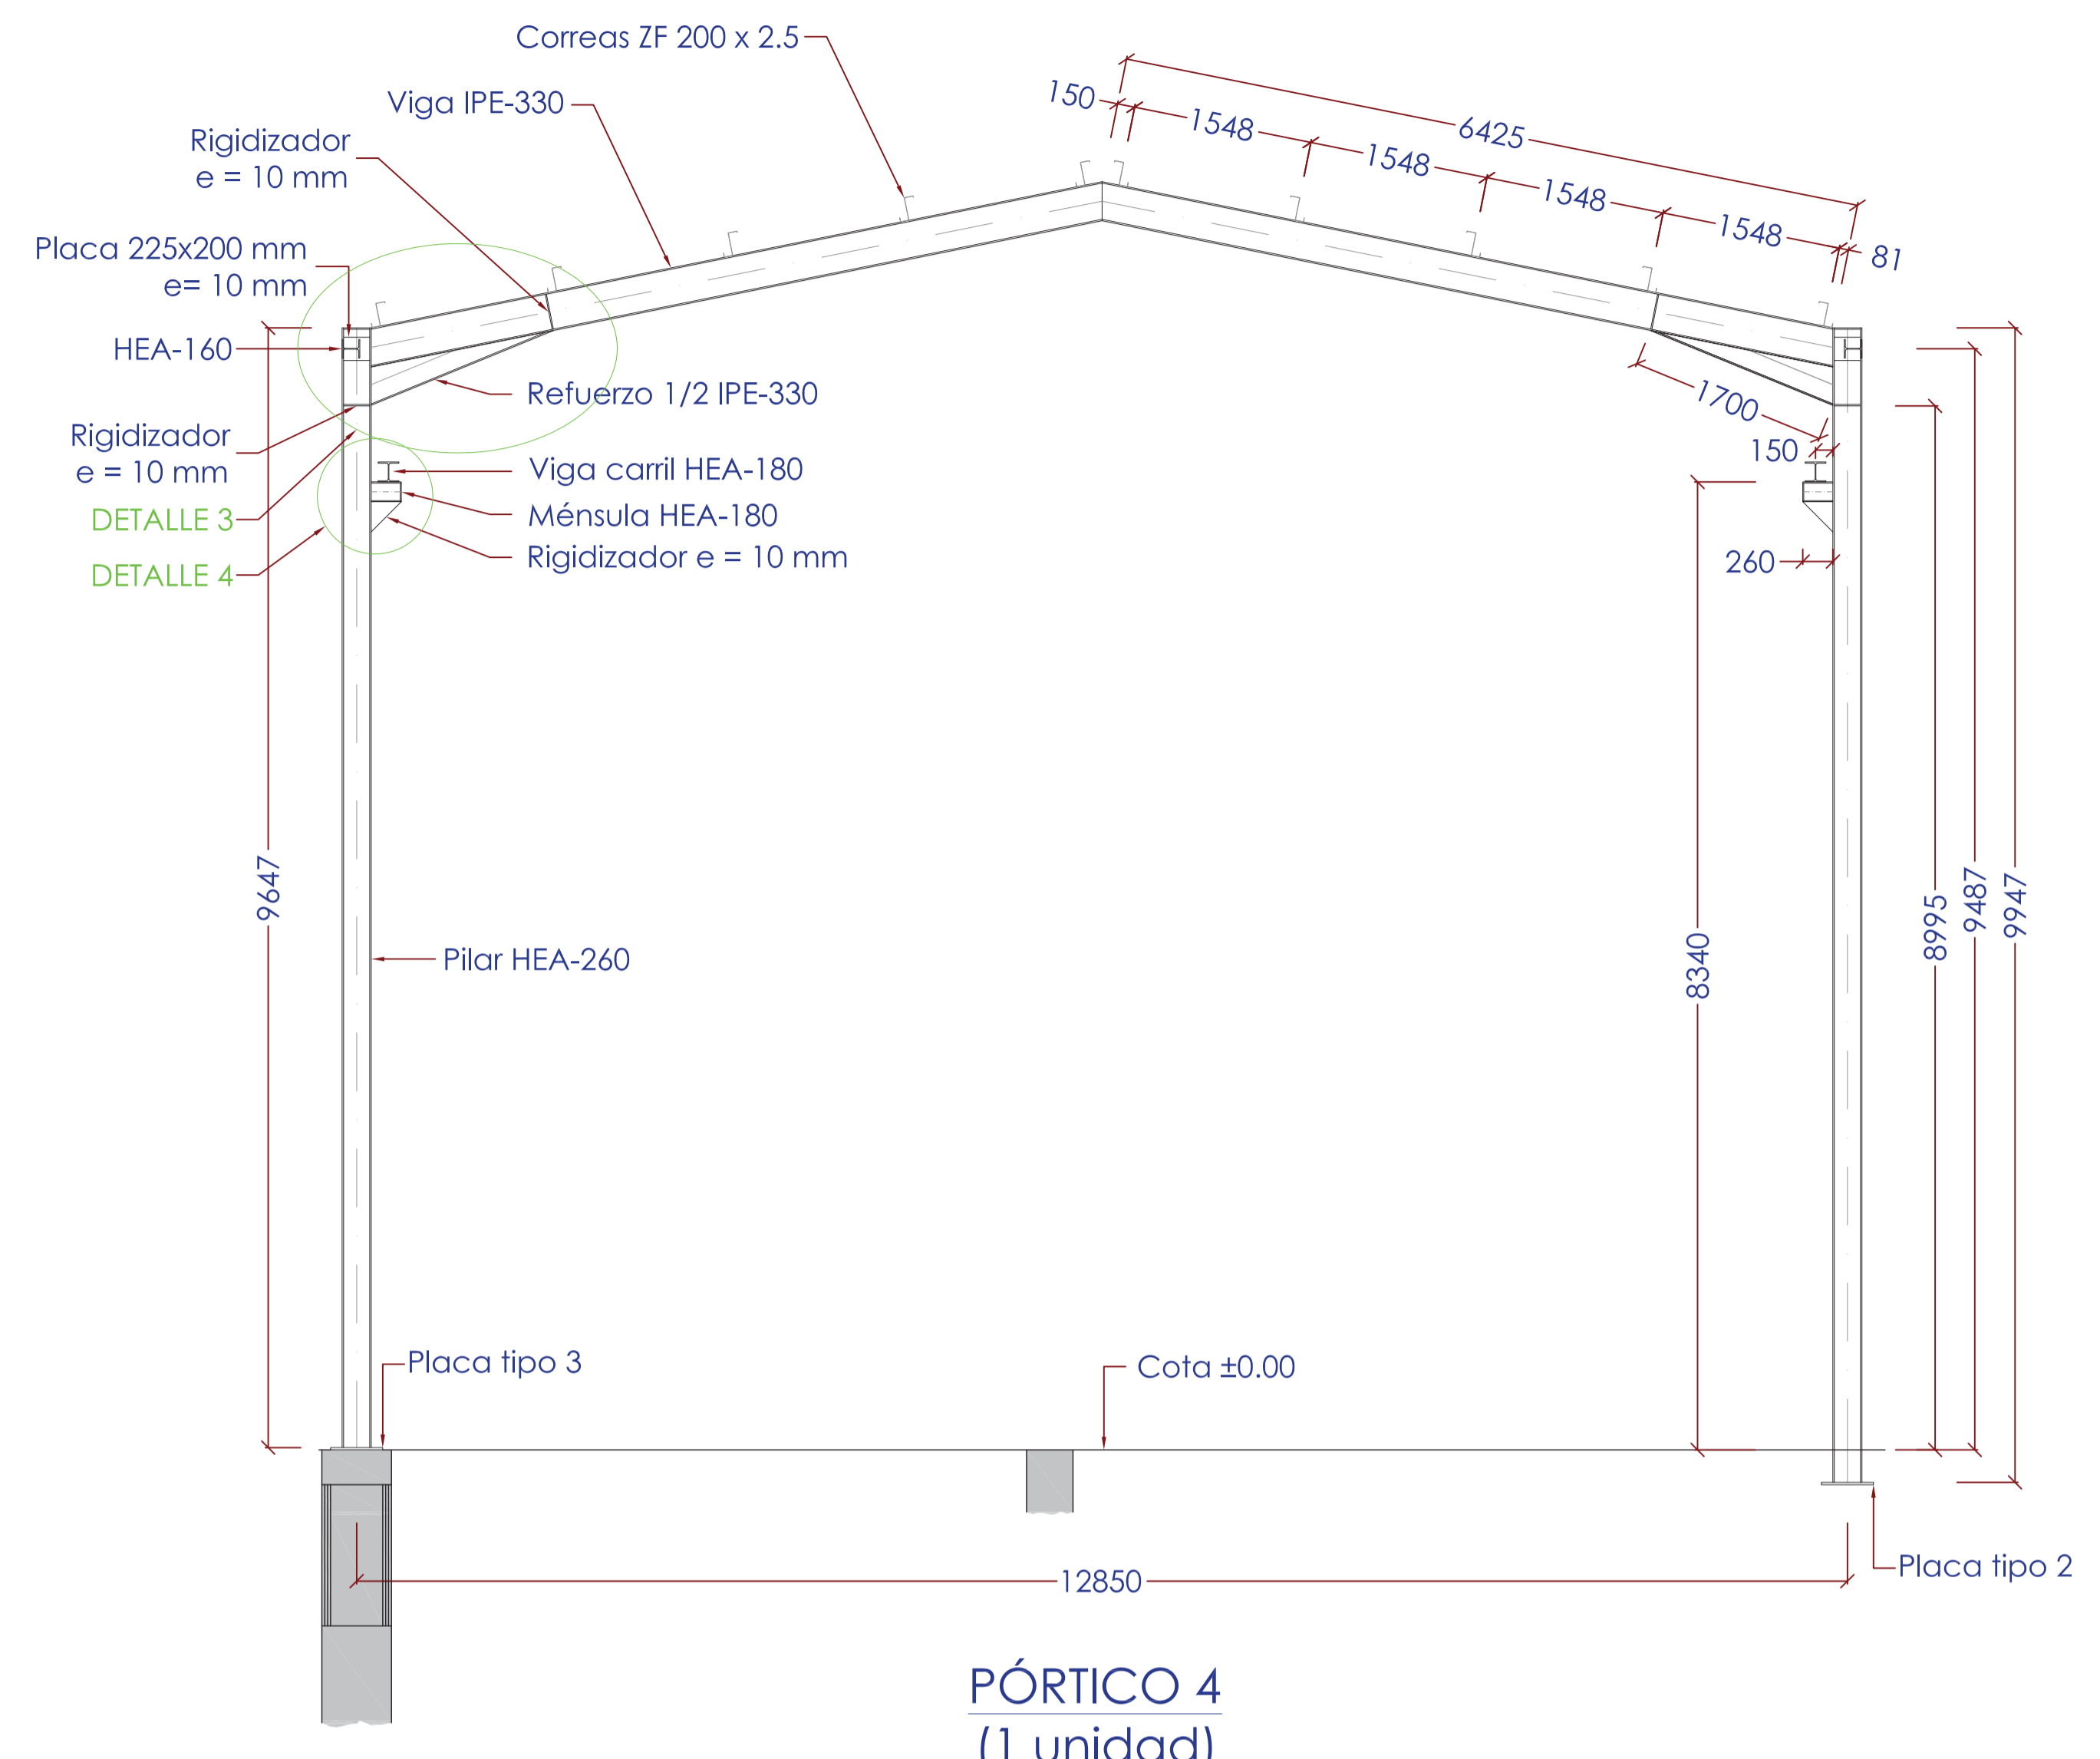 Correas ZF 200 x 2.5
Viga IPE-330
Rigidizador
e = 10 mm
Placa 225x200 mm
e= 10 mm
HEA-160
Rigidizador
e = 10 mm
DETALLE 3
DETALLE 4
150
1548
6425
1548
1548
1548
81
Refuerzo 1/2 IPE-330
1700
150
Viga carril HEA-180
Ménsula HEA-180
Rigidizador e = 10 mm
260
9647
Pilar HEA-260
8340
8995
9487
9947
Placa tipo 3
Cota ±0.00
12850
Placa tipo 2
PÓRTICO 4
(1 unidad)